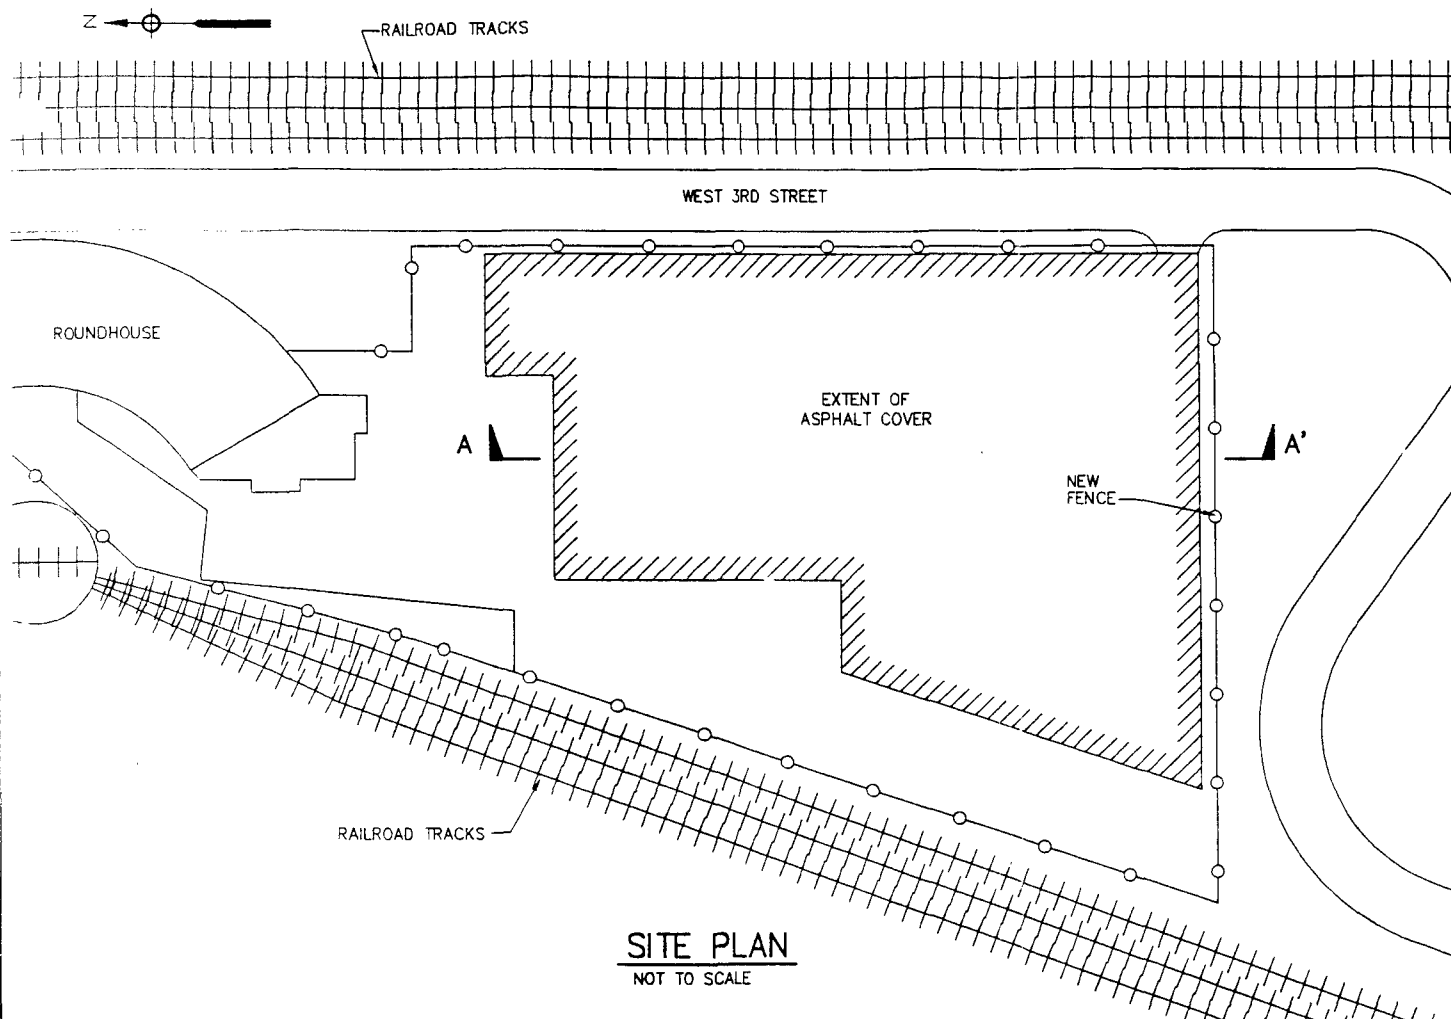 N
RAILROAD TRACKS
WEST 3RD STREET
ROUNDHOUSE
EXTENT OF
ASPHALT COVER
A
A'
NEW
FENCE
RAILROAD TRACKS
SITE PLAN
NOT TO SCALE